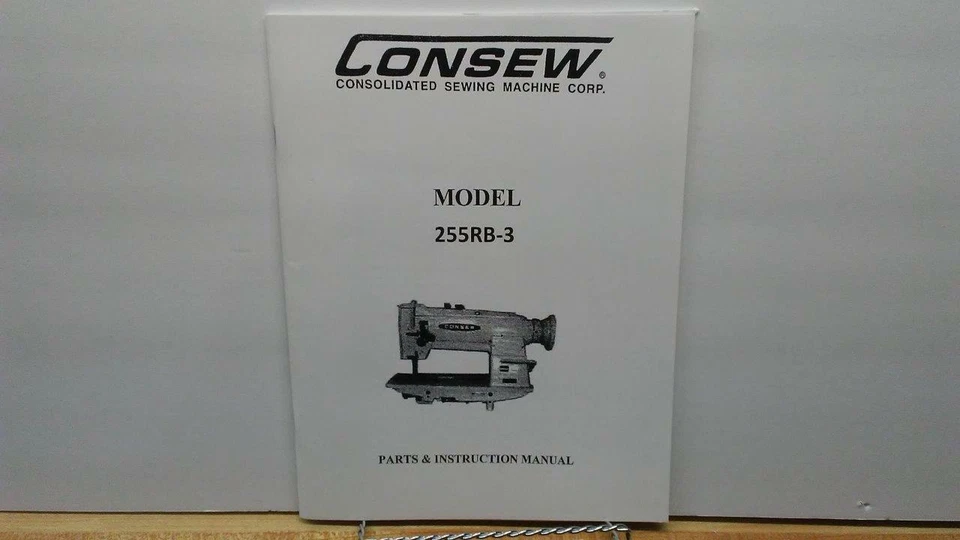 CONSEW®
CONSOLIDATED SEWING MACHINE CORP.
MODEL
255RB-3
CONSEW
PARTS & INSTRUCTION MANUAL